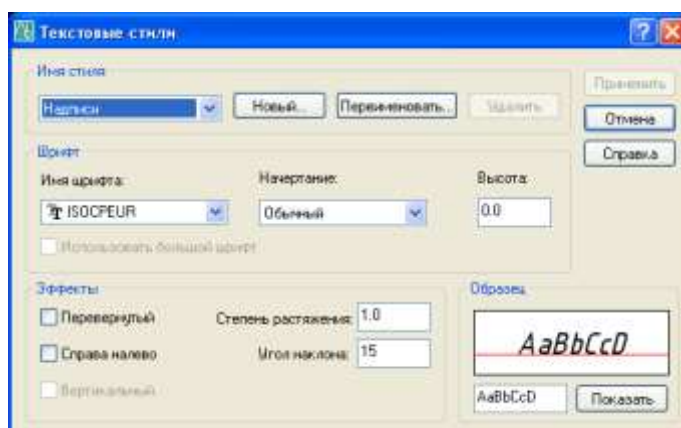 Текстовые стили
Имя стиля
Надписи
Новый...
Переименовать...
Удалить
Применить
Отмена
Справка
Шрифт
Имя шрифта:
Начертание:
Высота:
ISOCPEUR
Обычный
0.0
Использовать большой шрифт
Эффекты
Перевернутый
Степень растяжения:
1.0
Справа налево
Угол наклона:
15
Вертикальный
Образец
AaBbCcD
AaBbCcD
Показать